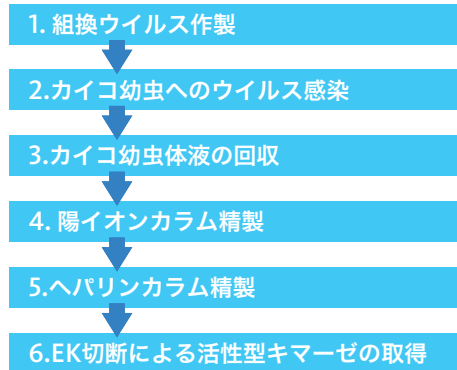 1. 組換ウイルス作製
2.カイコ幼虫へのウイルス感染
3.カイコ幼虫体液の回収
4. 陽イオンカラム精製
5.ヘパリンカラム精製
6.EK切断による活性型キマーゼの取得